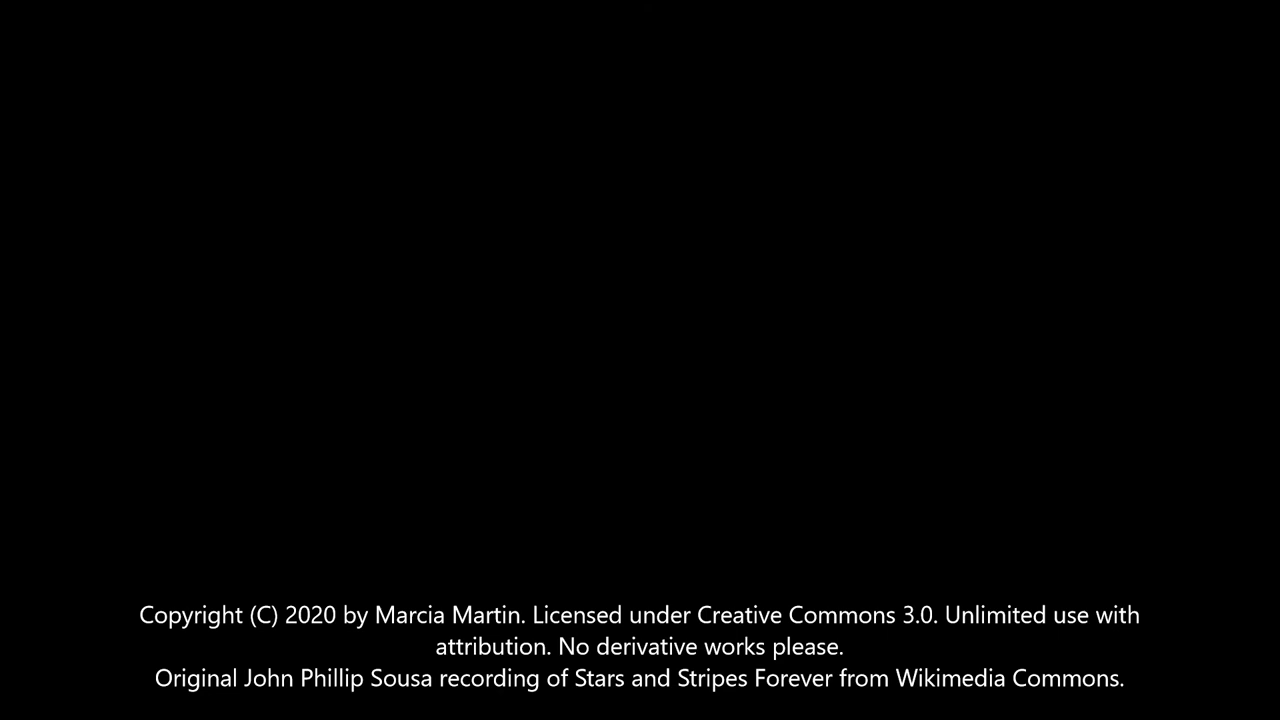 Copyright (C) 2020 by Marcia Martin. Licensed under Creative Commons 3.0. Unlimited use with
attribution. No derivative works please.
Original John Phillip Sousa recording of Stars and Stripes Forever from Wikimedia Commons.